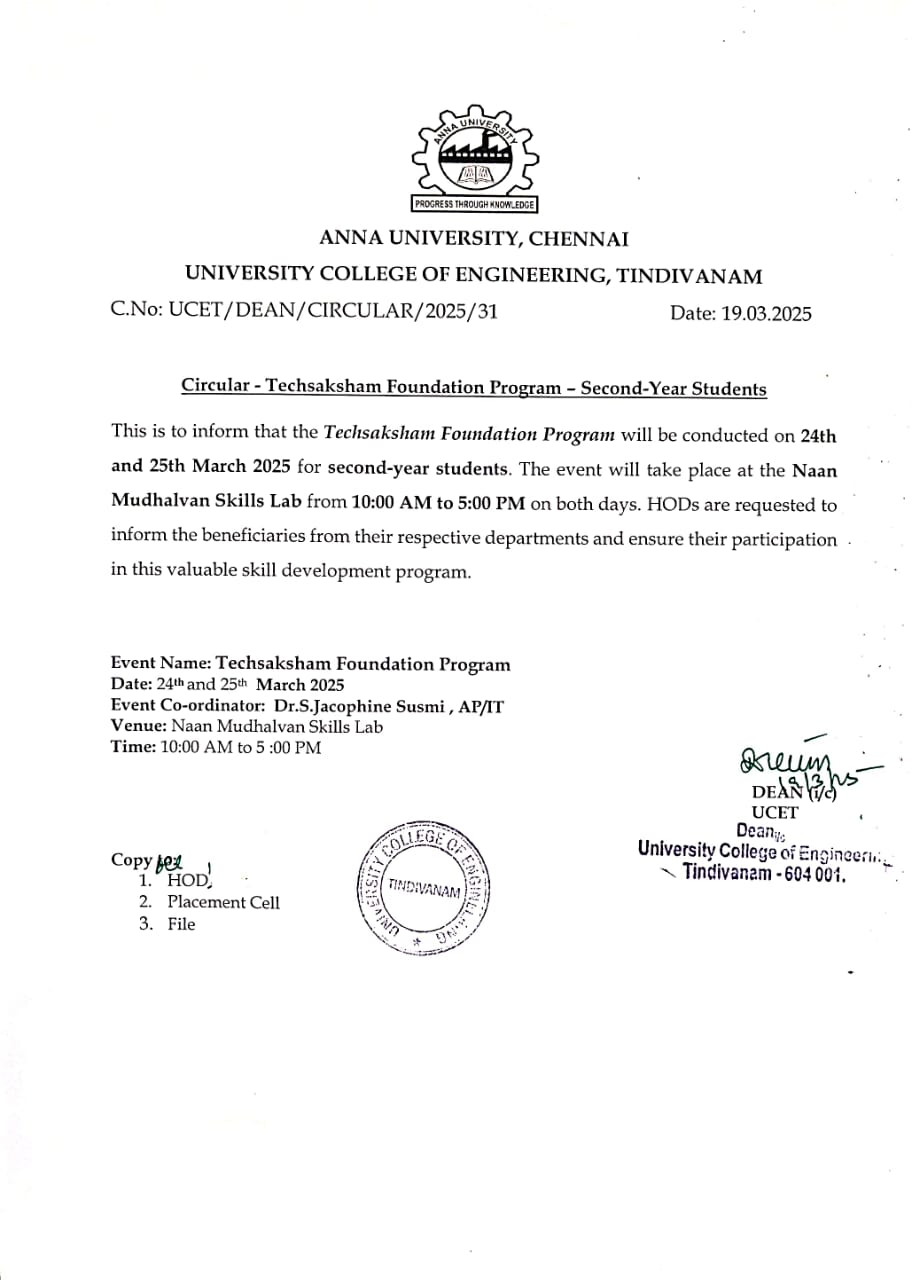 ANNA UNIVERSITY
PROGRESS THROUGH KNOWLEDGE
ANNA UNIVERSITY, CHENNAI
UNIVERSITY COLLEGE OF ENGINEERING, TINDIVANAM
C.No: UCET/DEAN/CIRCULAR/2025/31 Date: 19.03.2025
Circular - Techsaksham Foundation Program – Second-Year Students
This is to inform that the Techsaksham Foundation Program will be conducted on 24th
and 25th March 2025 for second-year students. The event will take place at the Naan
Mudhalvan Skills Lab from 10:00 AM to 5:00 PM on both days. HODs are requested to
inform the beneficiaries from their respective departments and ensure their participation
in this valuable skill development program.
Event Name: Techsaksham Foundation Program
Date: 24th and 25th March 2025
Event Co-ordinator: Dr.S.Jacophine Susmi , AP/IT
Venue: Naan Mudhalvan Skills Lab
Time: 10:00 AM to 5 :00 PM
19/3/25
DEAN (i/c)
UCET
Dean i/c
University College of Engineerin
Tindivanam - 604 001.
Copy
1. HOD
2. Placement Cell
3. File
UNIVERSITY COLLEGE OF ENGINEERING
TINDIVANAM